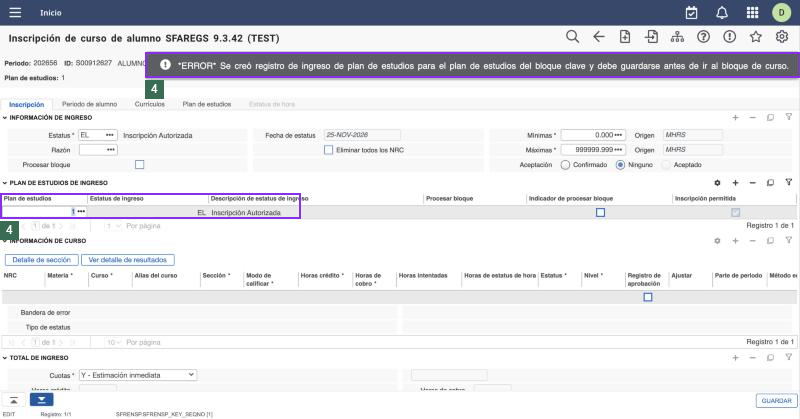 Inicio
D
Inscripción de curso de alumno SFAREGS 9.3.42 (TEST)
Periodo: 202656 ID: S00912627 ALUMNO
*ERROR* Se creó registro de ingreso de plan de estudios para el plan de estudios del bloque clave y debe guardarse antes de ir al bloque de curso.
Plan de estudios: 1
4
Inscripción Periodo de alumno Currículos Plan de estudios Estatus de hora
INFORMACIÓN DE INGRESO
Estatus * EL Inscripción Autorizada Fecha de estatus 25-NOV-2026 Mínimas * 0.000 Origen MHRS
Razón Eliminar todos los NRC Máximas * 999999.999 Origen MHRS
Procesar bloque Aceptación Confirmado Ninguno Aceptado
PLAN DE ESTUDIOS DE INGRESO
Plan de estudios Estatus de ingreso Descripción de estatus de ingreso Procesar bloque Indicador de procesar bloque Inscripción permitida
1 EL Inscripción Autorizada
4
1 de 1 1 Por página Registro 1 de 1
INFORMACIÓN DE CURSO
Detalle de sección Ver detalle de resultados
NRC Materia * Curso * Alias del curso Sección * Modo de calificar * Horas crédito * Horas de cobro * Horas intentadas Horas de estatus de hora Estatus * Nivel * Registro de aprobación Ajustar Parte de periodo
Bandera de error
Tipo de estatus
1 de 1 10 Por página Registro 1 de 1
TOTAL DE INGRESO
Cuotas * Y - Estimación inmediata
GUARDAR
EDIT Registro: 1/1 SFRENSP:SFRENSP_KEY_SEQNO [1]